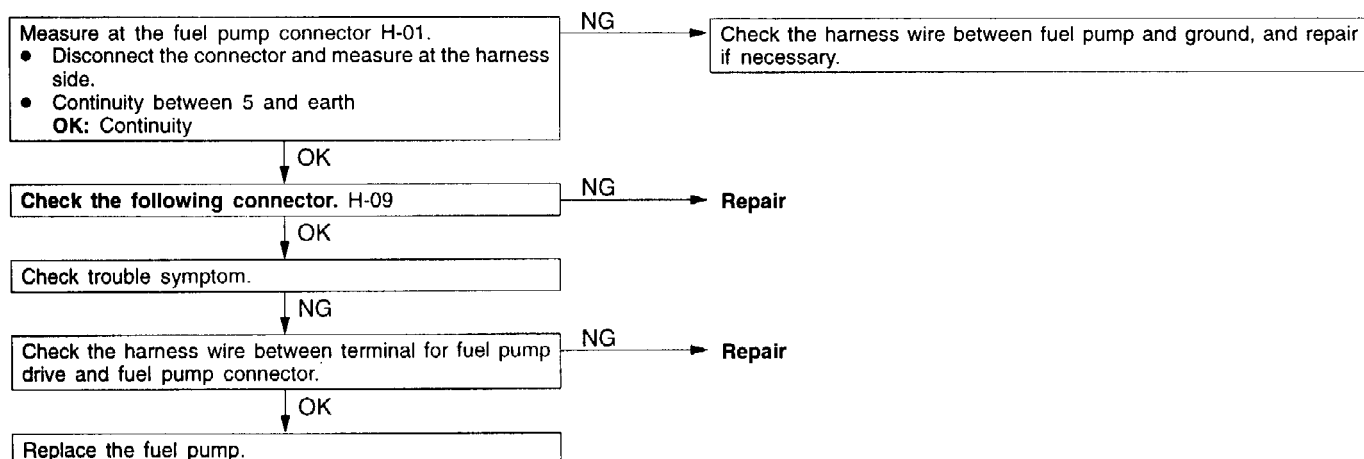 Measure at the fuel pump connector H-01.
● Disconnect the connector and measure at the harness
side.
● Continuity between 5 and earth
OK: Continuity
NG
Check the harness wire between fuel pump and ground, and repair
if necessary.
OK
Check the following connector. H-09
NG
Repair
OK
Check trouble symptom.
NG
Check the harness wire between terminal for fuel pump
drive and fuel pump connector.
NG
Repair
OK
Replace the fuel pump.